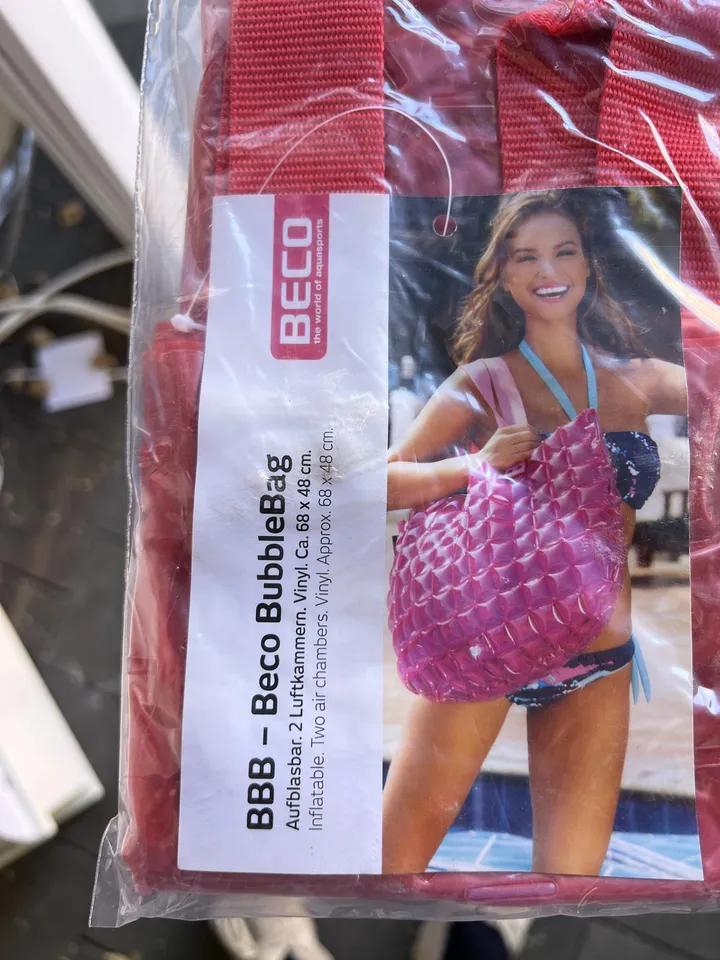 BECO
the world of aquasports
BBB – Beco BubbleBag
Aufblasbar. 2 Luftkammern. Vinyl. Ca. 68 x 48 cm.
Inflatable. Two air chambers. Vinyl. Approx. 68 x 48 cm.